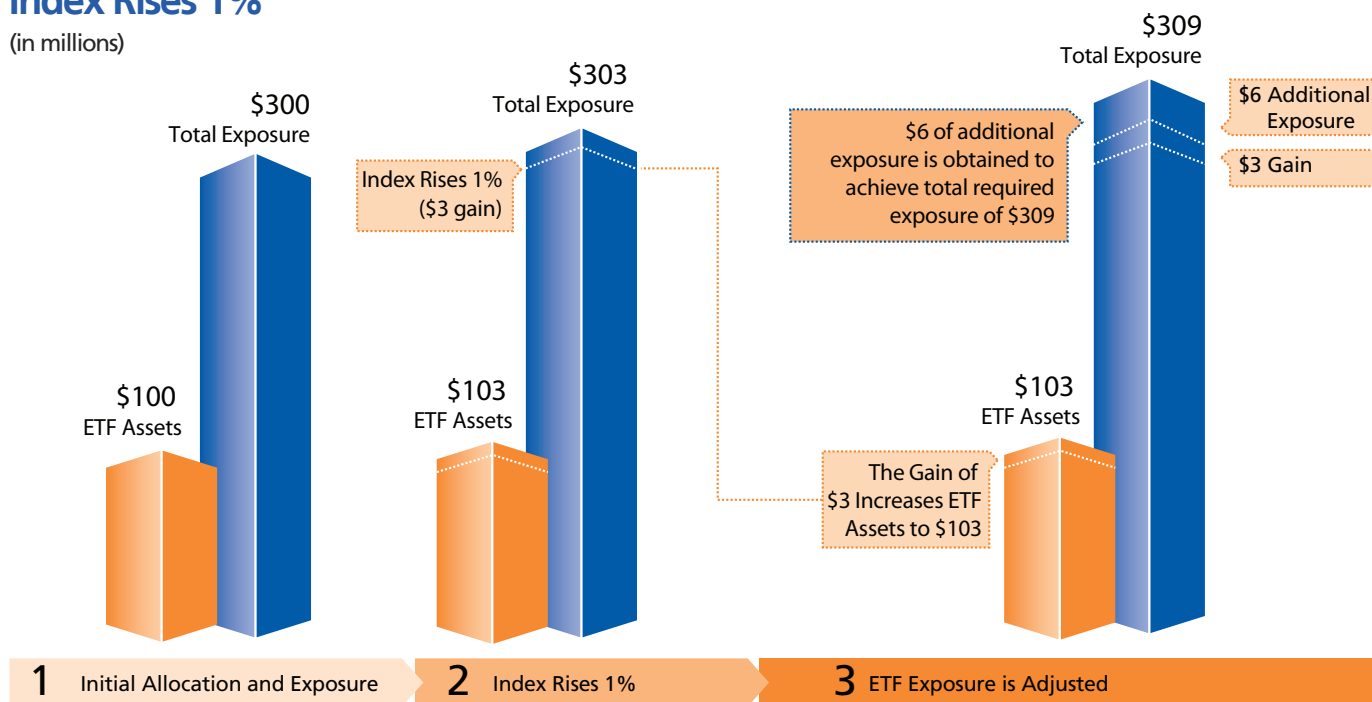 Index Rises 1%
(in millions)
$300
Total Exposure
$100
ETF Assets
$303
Total Exposure
Index Rises 1%
($3 gain)
$103
ETF Assets
$309
Total Exposure
$6 of additional
exposure is obtained to
achieve total required
exposure of $309
$6 Additional
Exposure
$3 Gain
$103
ETF Assets
The Gain of
$3 Increases ETF
Assets to $103
1 Initial Allocation and Exposure
2 Index Rises 1%
3 ETF Exposure is Adjusted